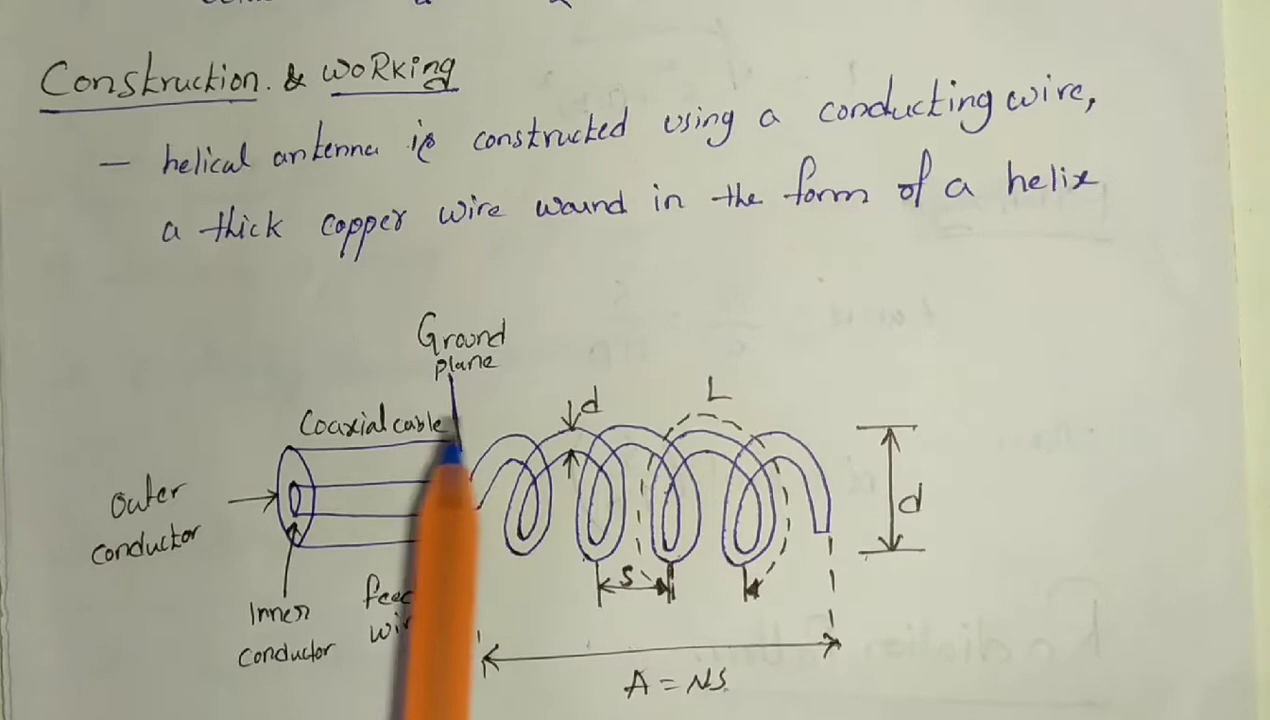 Construction. & woRking
— helical antenna is constructed using a conducting wire,
a thick copper wire wound in the form of a helix
Ground
plane
Coaxial cable
d
L
outer
conductor
d
S
Inner
conductor
A = NS.